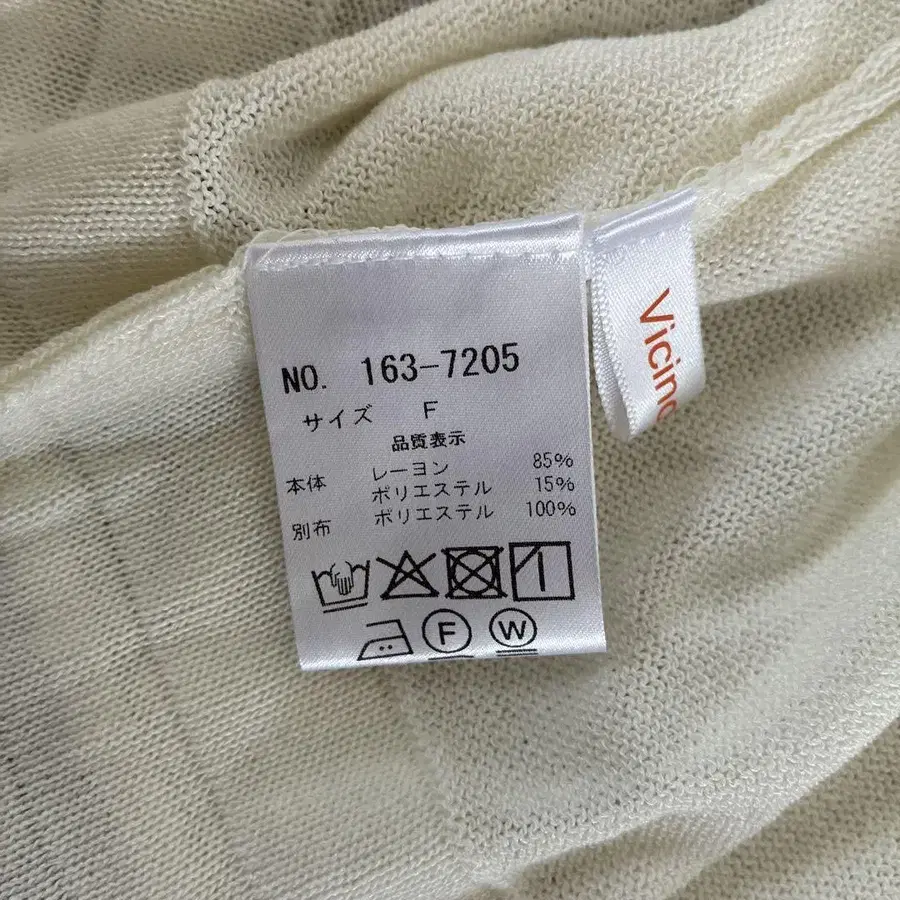 NO. 163-7205
サイズ F
品質表示
本体 レーヨン 85%
ポリエステル 15%
別布 ポリエステル 100%
F W